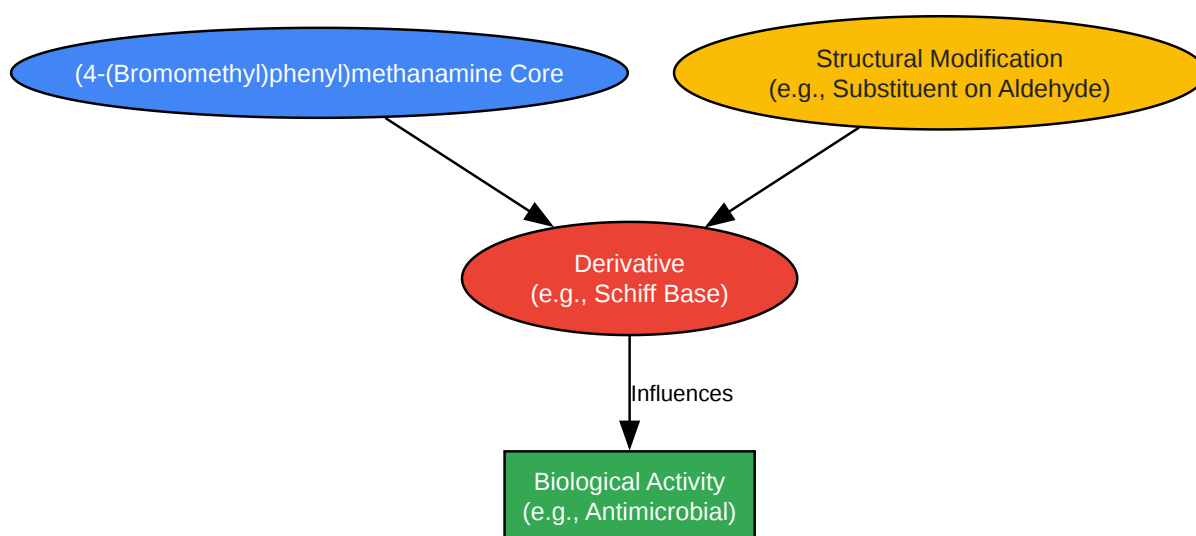 (4-(Bromomethyl)phenyl)methanamine Core
Structural Modification
(e.g., Substituent on Aldehyde)
Derivative
(e.g., Schiff Base)
Influences
Biological Activity
(e.g., Antimicrobial)